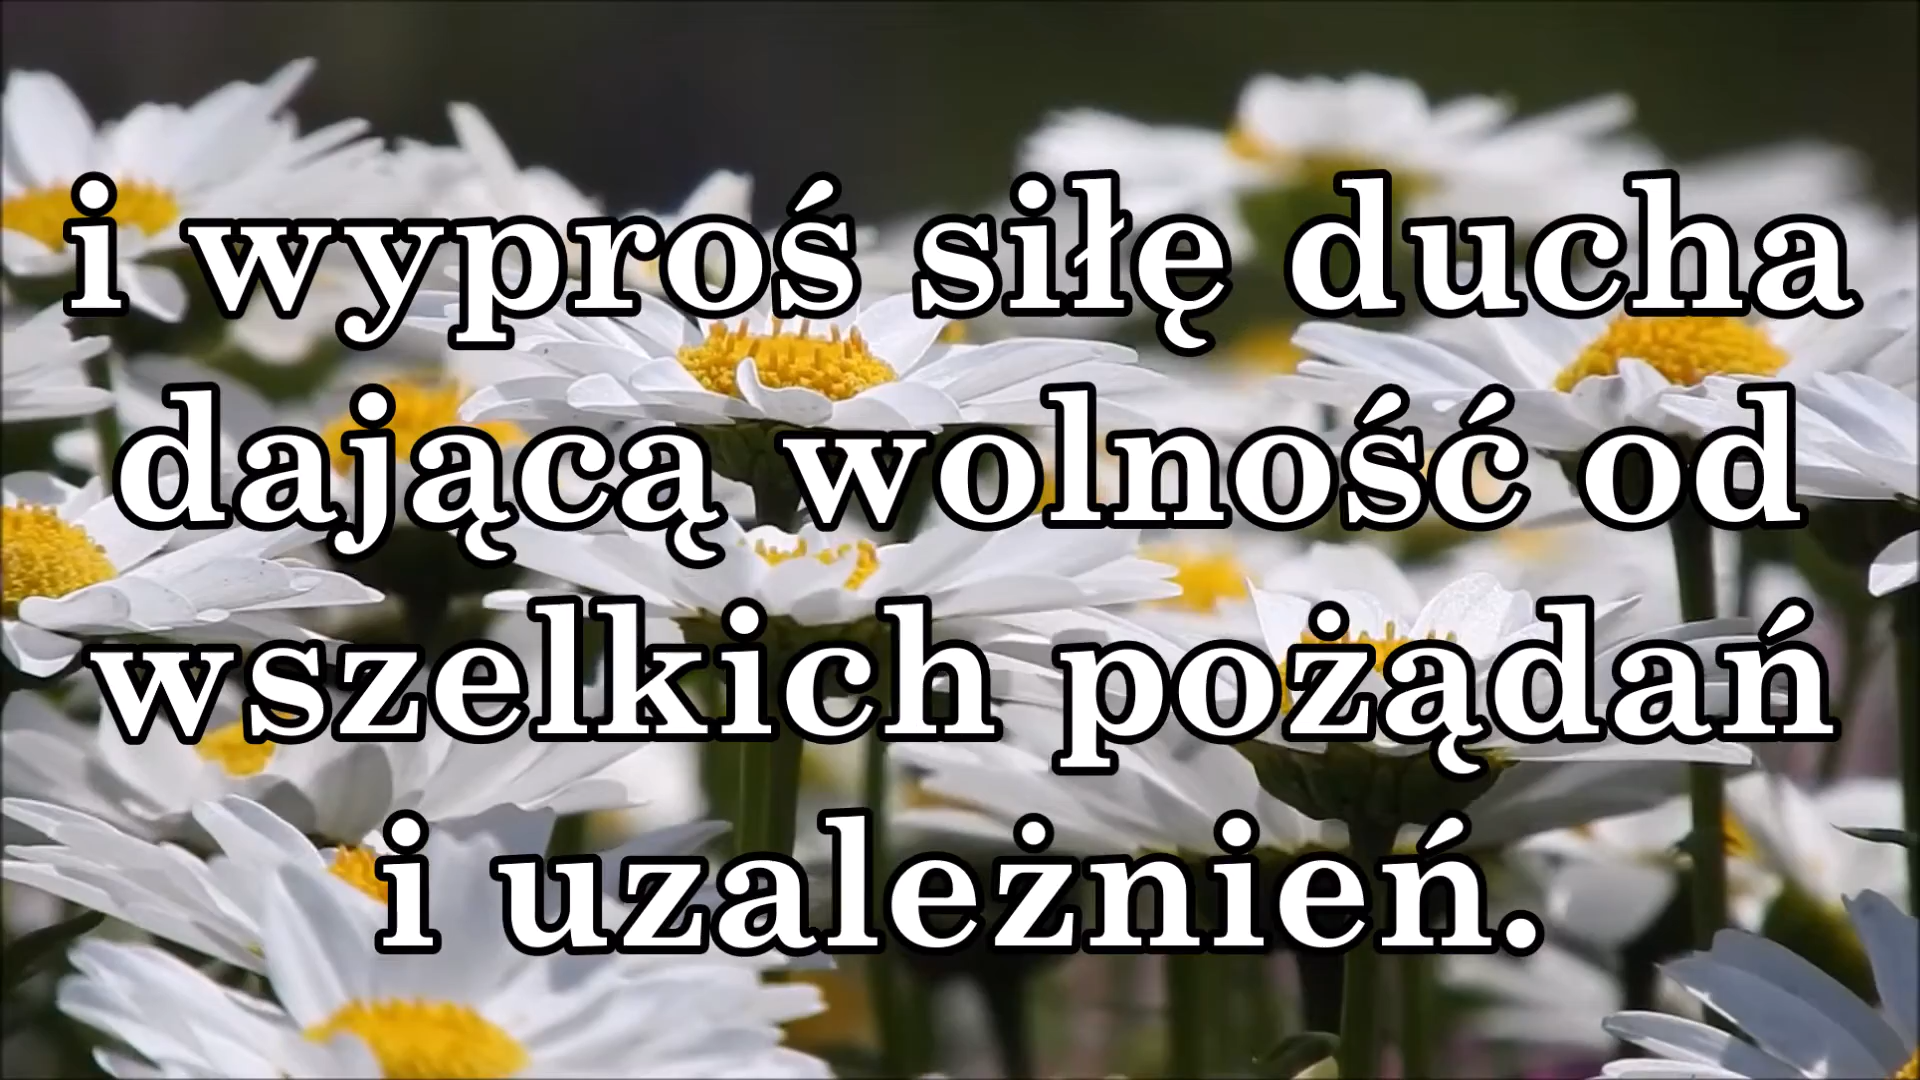 i wyproś siłę ducha
dającą wolność od
wszelkich pożądań
i uzależnień.